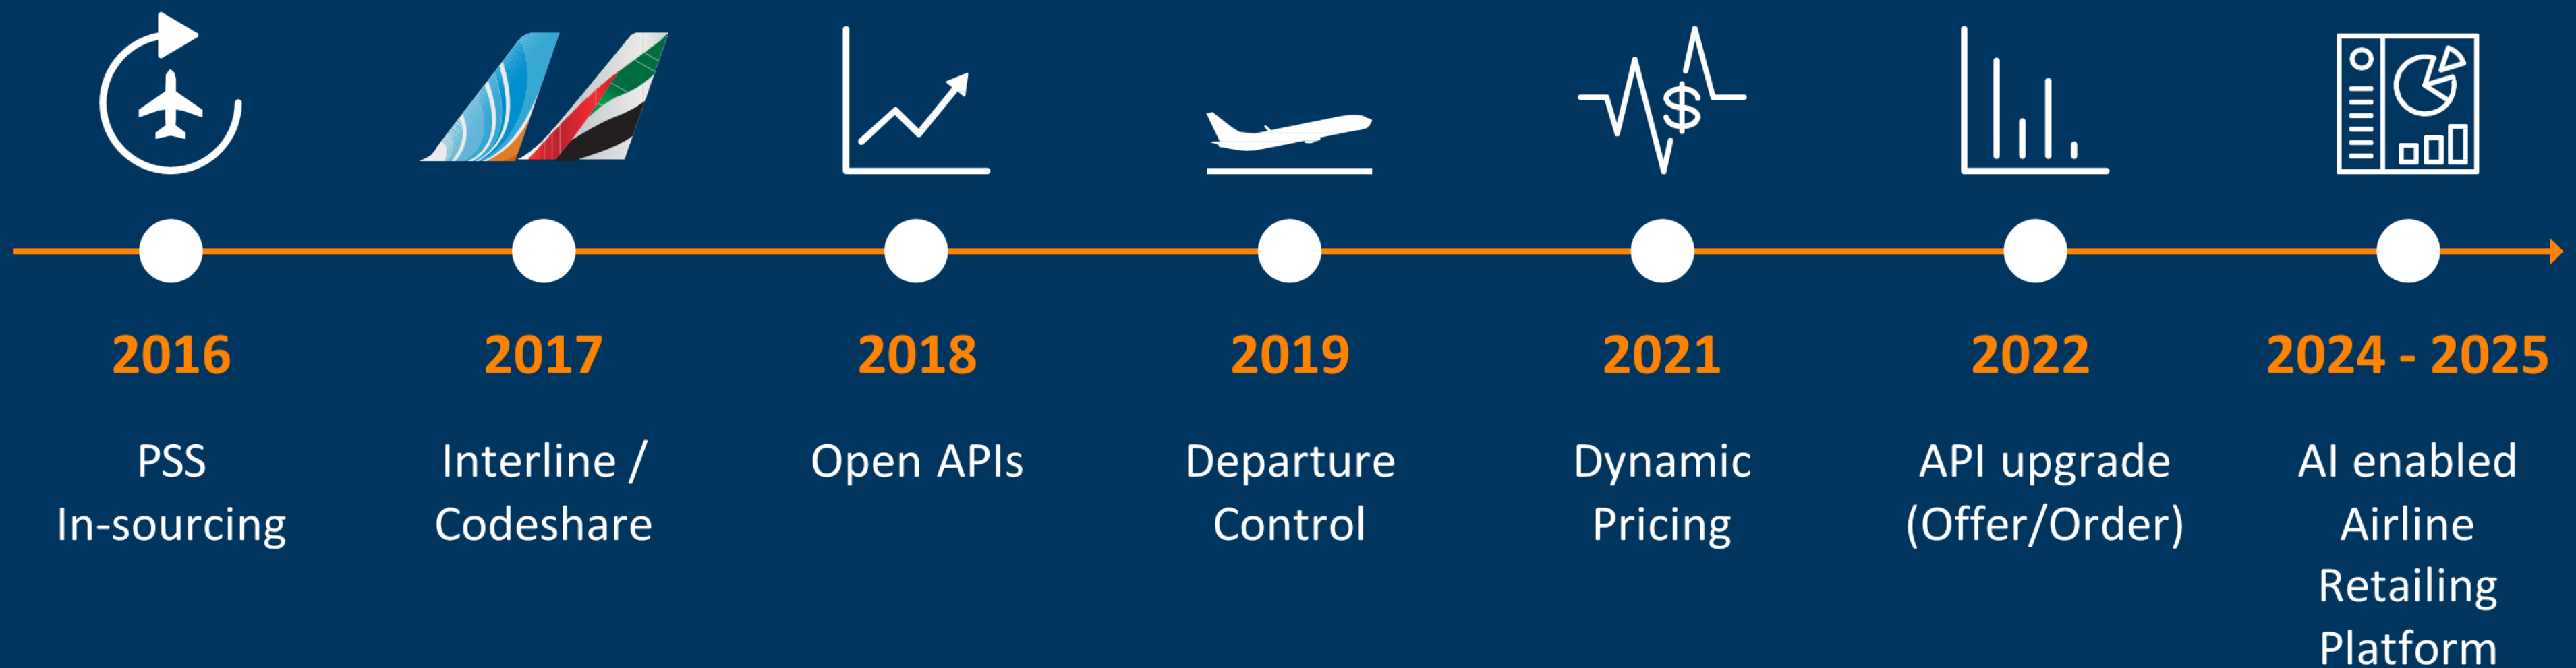 $
2016
PSS
In-sourcing
2017
Interline /
Codeshare
2018
Open APIs
2019
Departure
Control
2021
Dynamic
Pricing
2022
API upgrade
(Offer/Order)
2024 - 2025
AI enabled
Airline
Retailing
Platform